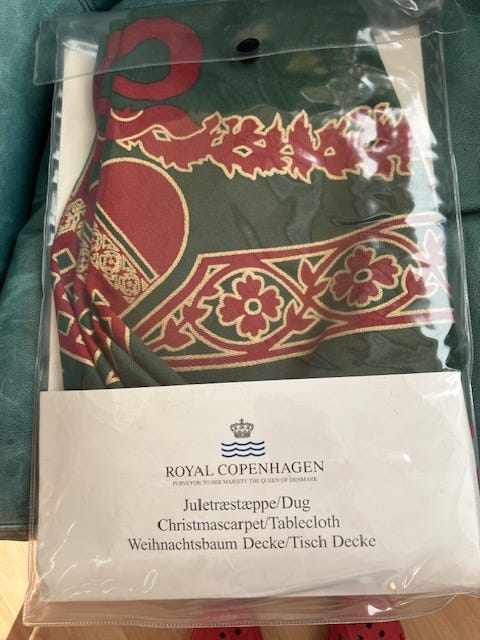 ROYAL COPENHAGEN
PURVEYOR TO HER MAJESTY THE QUEEN OF DENMARK
Juletræstæppe/Dug
Christmascarpet/Tablecloth
Weihnachtsbaum Decke/Tisch Decke